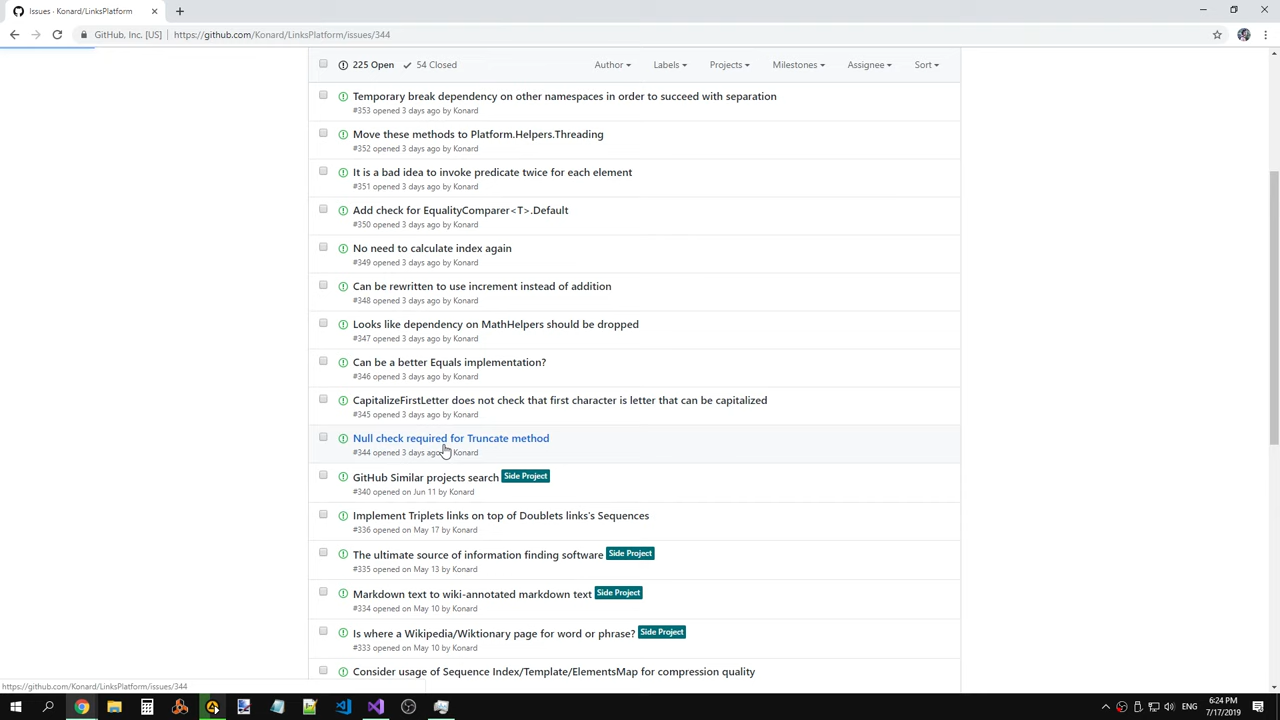 Issues · Konard/LinksPlatform
GitHub, Inc. [US] https://github.com/Konard/LinksPlatform/issues/344
225 Open 54 Closed Author Labels Projects Milestones Assignee Sort
Temporary break dependency on other namespaces in order to succeed with separation
#353 opened 3 days ago by Konard
Move these methods to Platform.Helpers.Threading
#352 opened 3 days ago by Konard
It is a bad idea to invoke predicate twice for each element
#351 opened 3 days ago by Konard
Add check for EqualityComparer<T>.Default
#350 opened 3 days ago by Konard
No need to calculate index again
#349 opened 3 days ago by Konard
Can be rewritten to use increment instead of addition
#348 opened 3 days ago by Konard
Looks like dependency on MathHelpers should be dropped
#347 opened 3 days ago by Konard
Can be a better Equals implementation?
#346 opened 3 days ago by Konard
CapitalizeFirstLetter does not check that first character is letter that can be capitalized
#345 opened 3 days ago by Konard
Null check required for Truncate method
#344 opened 3 days ago Konard
GitHub Similar projects search Side Project
#340 opened on Jun 11 by Konard
Implement Triplets links on top of Doublets links's Sequences
#336 opened on May 17 by Konard
The ultimate source of information finding software Side Project
#335 opened on May 13 by Konard
Markdown text to wiki-annotated markdown text Side Project
#334 opened on May 10 by Konard
Is where a Wikipedia/Wiktionary page for word or phrase? Side Project
#333 opened on May 10 by Konard
Consider usage of Sequence Index/Template/ElementsMap for compression quality
https://github.com/Konard/LinksPlatform/issues/344
ENG
6:24 PM
7/17/2019